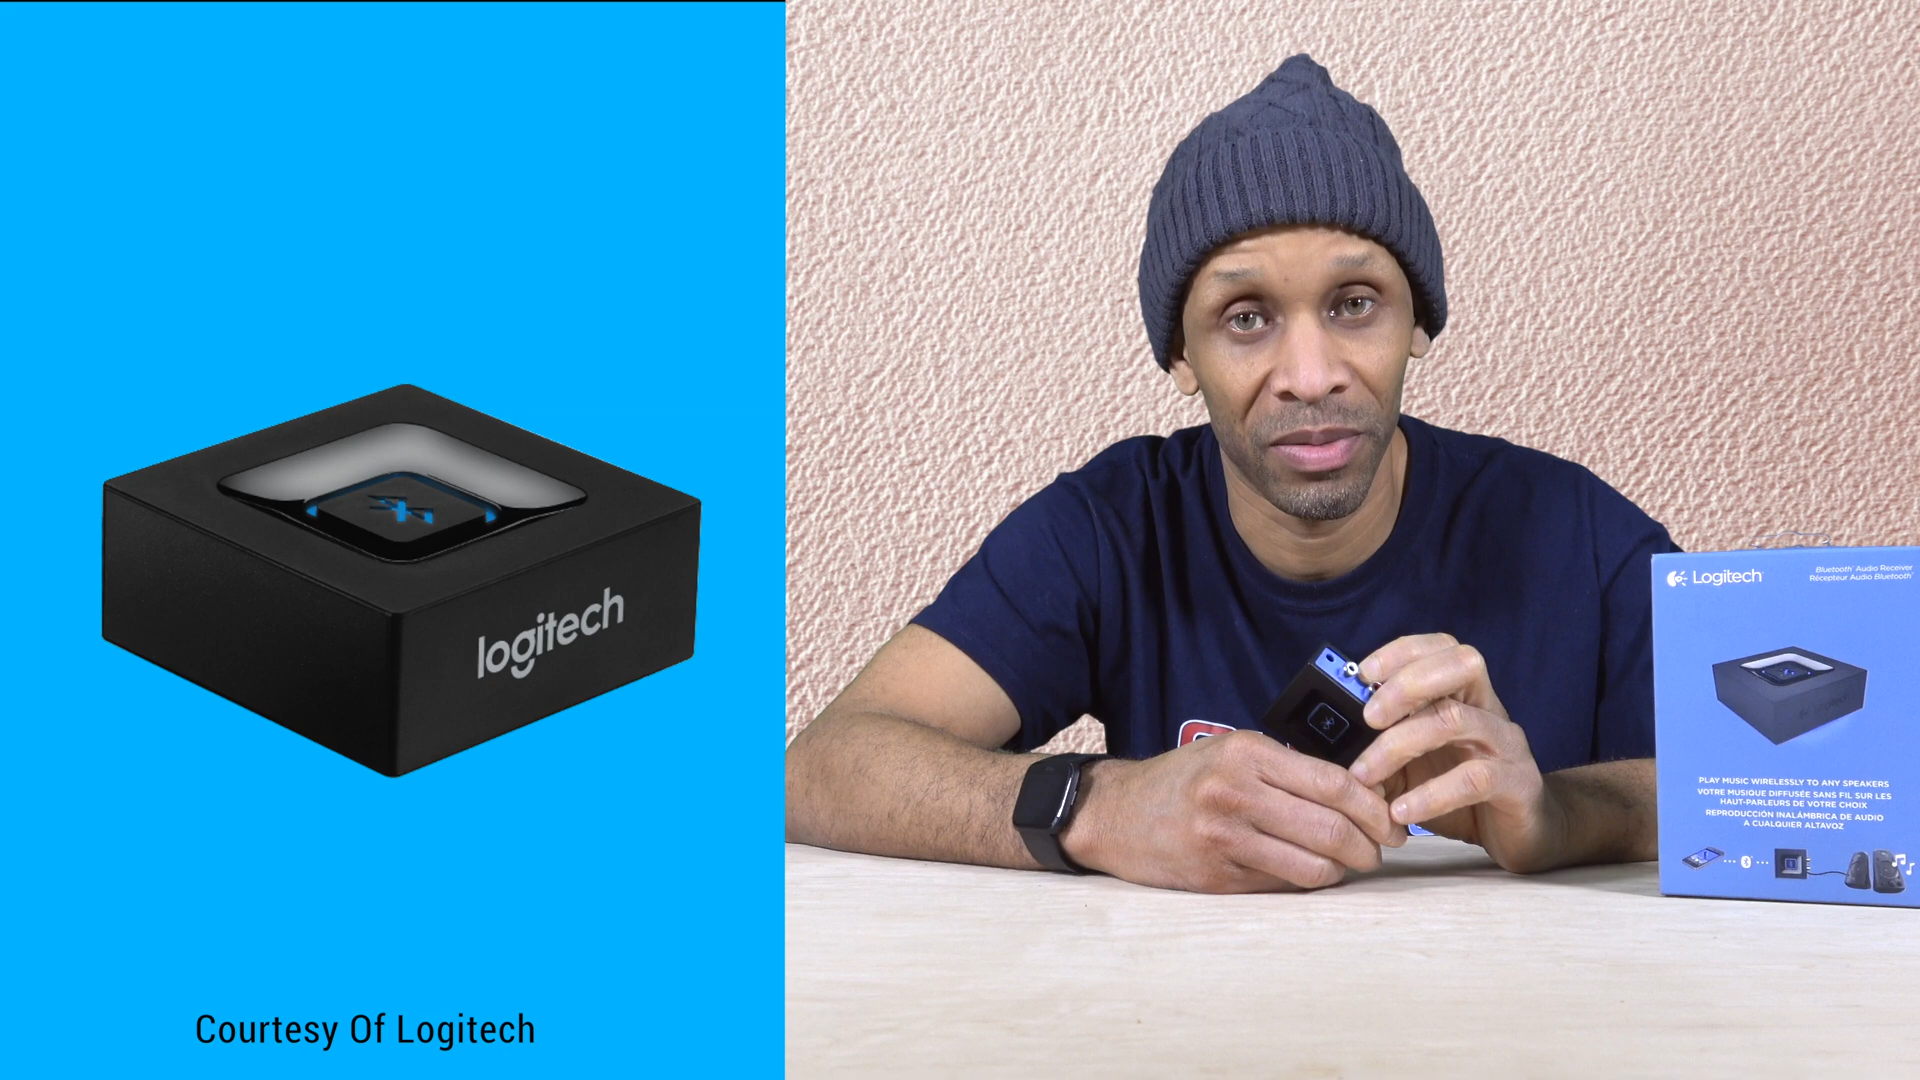 logitech
Courtesy Of Logitech
Logitech
Bluetooth® Audio Receiver
Récepteur Audio Bluetooth®
PLAY MUSIC WIRELESSLY TO ANY SPEAKERS
VOTRE MUSIQUE DIFFUSÉE SANS FIL SUR LES
HAUT-PARLEURS DE VOTRE CHOIX
REPRODUCCIÓN INALÁMBRICA DE AUDIO
A CUALQUIER ALTAVOZ